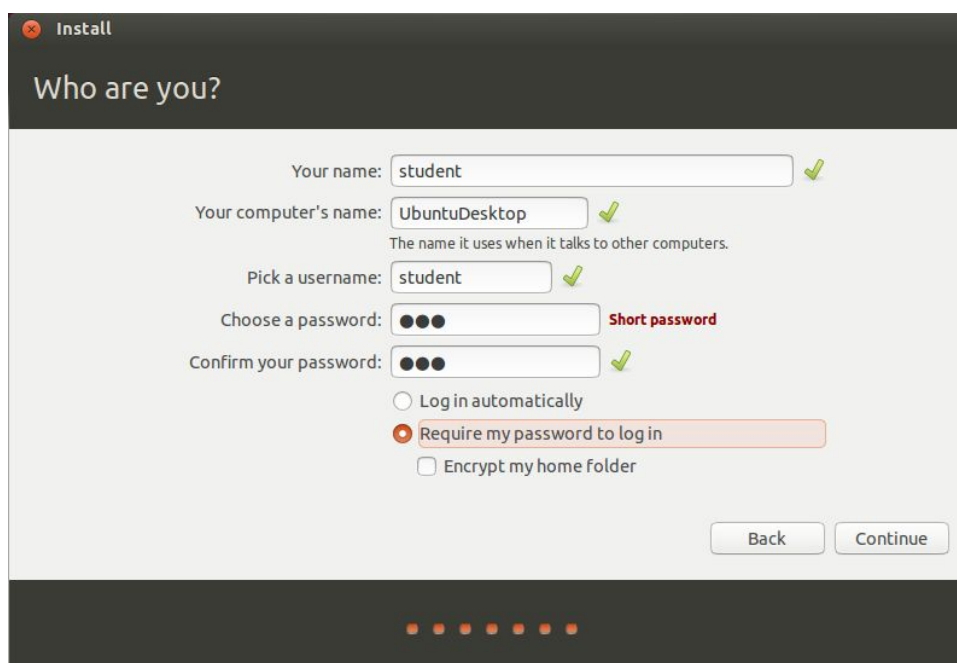 Install
Who are you?
Your name: student
Your computer's name: UbuntuDesktop
The name it uses when it talks to other computers.
Pick a username: student
Choose a password: ●●● Short password
Confirm your password: ●●●
Log in automatically
Require my password to log in
Encrypt my home folder
Back Continue